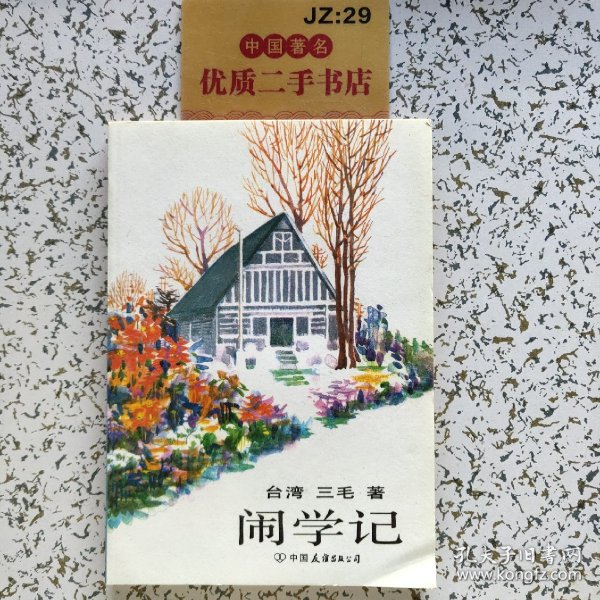 JZ:29
中国著名
优质二手书店
台湾 三毛 著
闹学记
中国友谊出版公司
孔夫子旧书网
www.kongfz.com